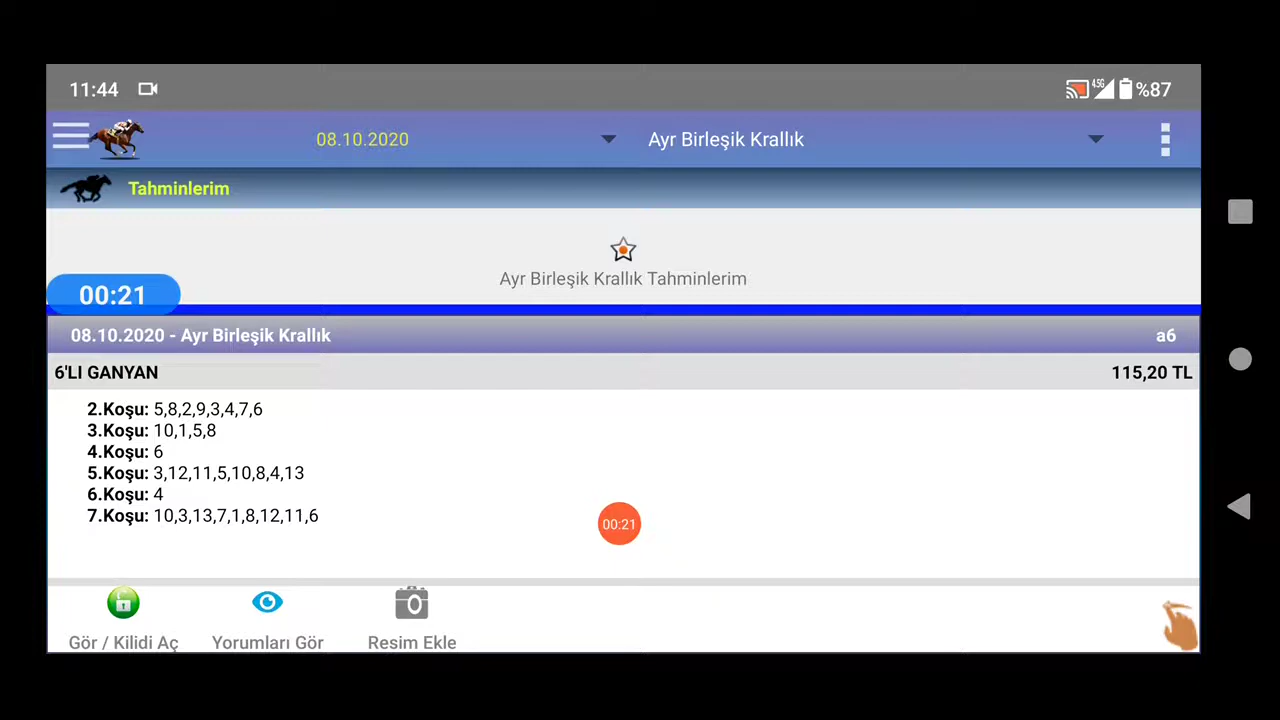 11:44 4.5G %87
08.10.2020 Ayr Birleşik Krallık
Tahminlerim
Ayr Birleşik Krallık Tahminlerim
00:21
08.10.2020 - Ayr Birleşik Krallık a6
6'LI GANYAN 115,20 TL
2.Koşu: 5,8,2,9,3,4,7,6
3.Koşu: 10,1,5,8
4.Koşu: 6
5.Koşu: 3,12,11,5,10,8,4,13
6.Koşu: 4
7.Koşu: 10,3,13,7,1,8,12,11,6
00:21
Gör / Kilidi Aç Yorumları Gör Resim Ekle